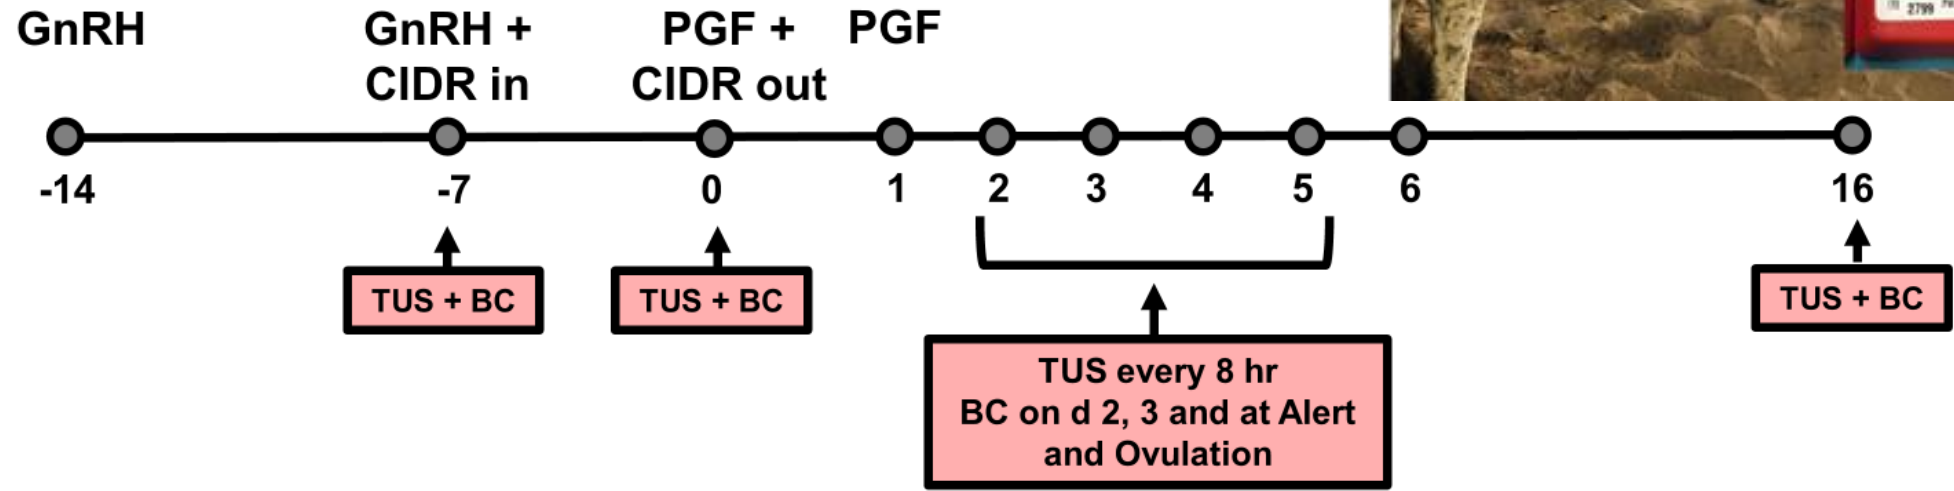 GnRH
GnRH +
CIDR in
PGF +
CIDR out
PGF
2799
-14
-7
0
1
2
3
4
5
6
16
TUS + BC
TUS + BC
TUS every 8 hr
BC on d 2, 3 and at Alert
and Ovulation
TUS + BC